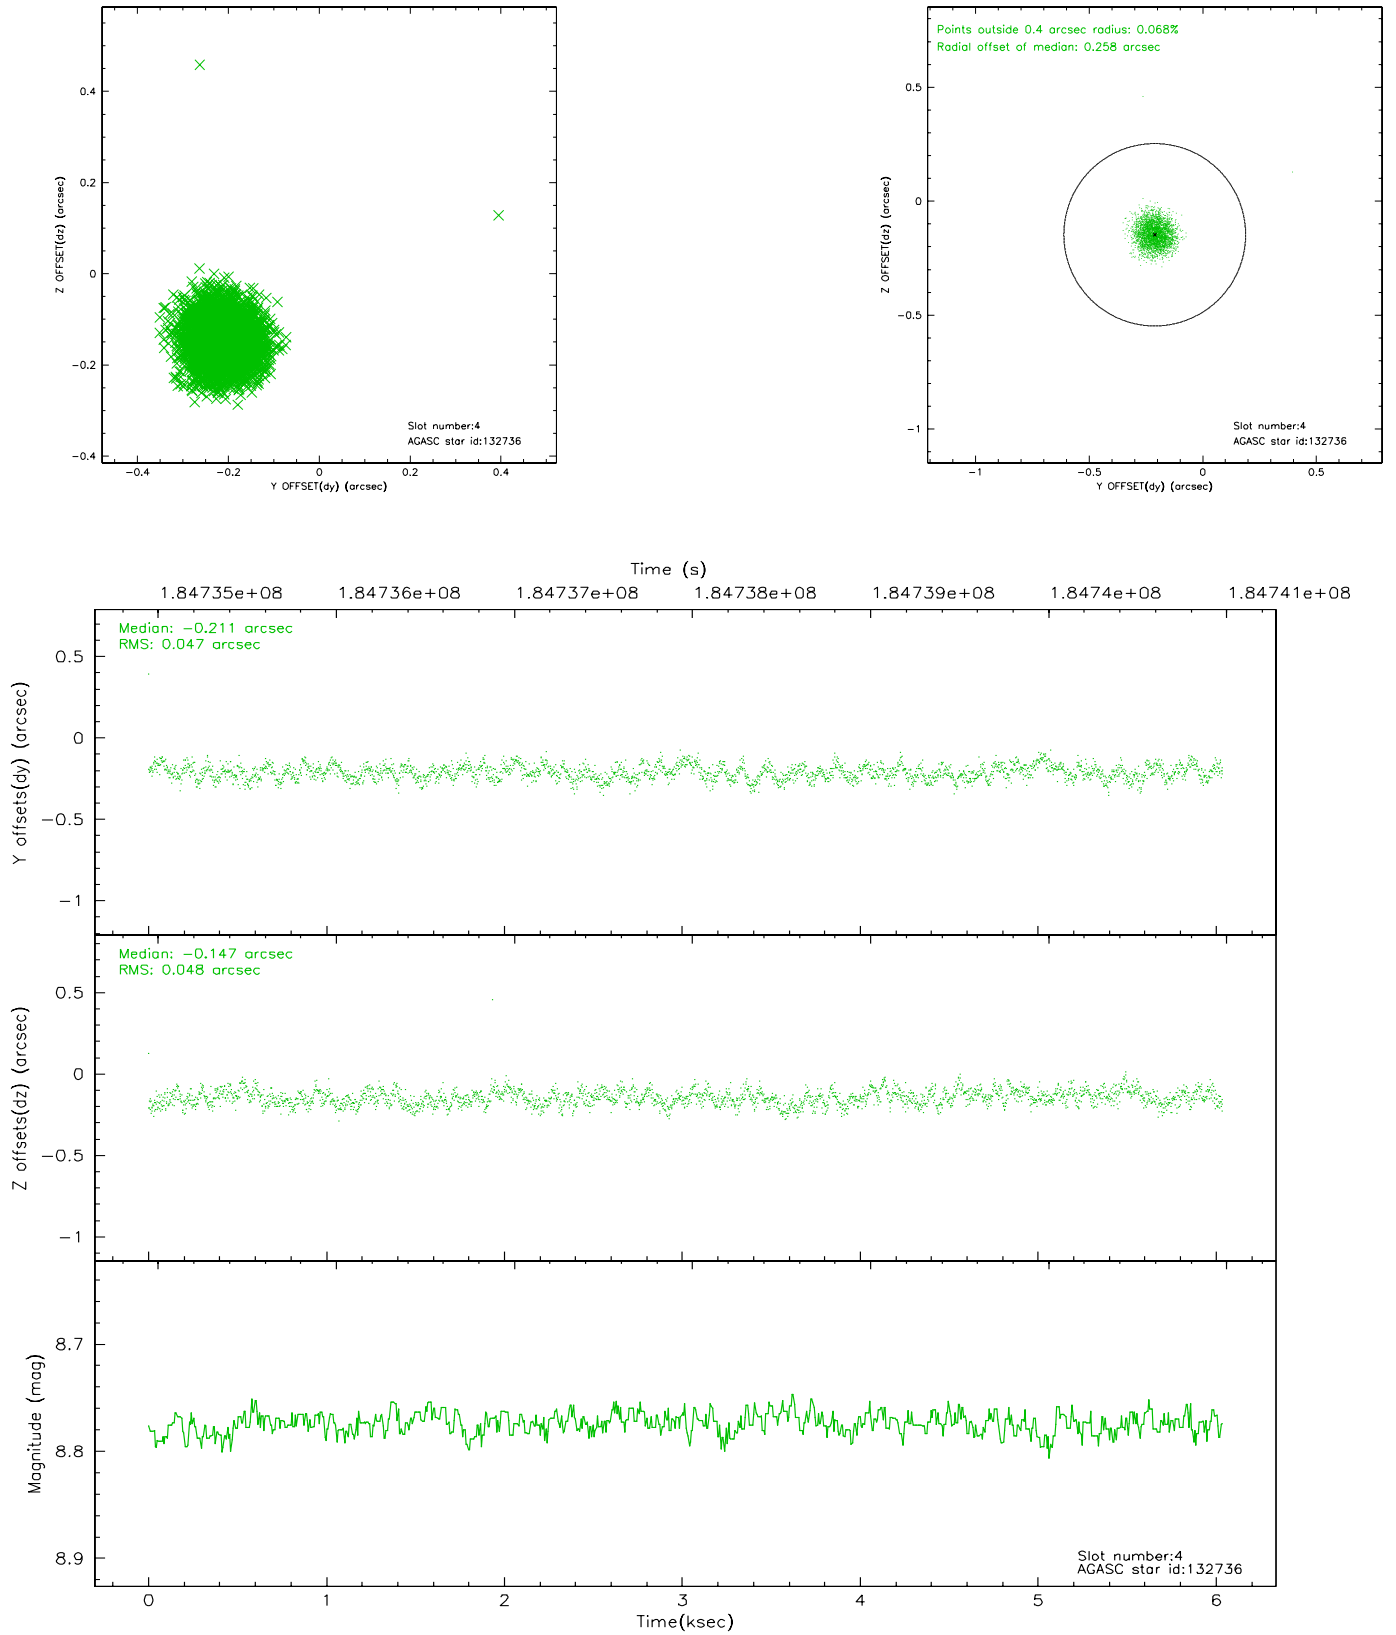 0.4
0.2
0
-0.2
-0.4
Z OFFSET(dz) (arcsec)
Slot number:4
AGASC star id:132736
-0.4 -0.2 0 0.2 0.4
Y OFFSET(dy) (arcsec)
Points outside 0.4 arcsec radius: 0.068%
Radial offset of median: 0.258 arcsec
0.5
0
-0.5
-1
Z OFFSET(dz) (arcsec)
Slot number:4
AGASC star id:132736
-1 -0.5 0 0.5
Y OFFSET(dy) (arcsec)
Time (s)
1.84735e+08 1.84736e+08 1.84737e+08 1.84738e+08 1.84739e+08 1.8474e+08 1.84741e+08
Median: -0.211 arcsec
RMS: 0.047 arcsec
0.5
0
-0.5
-1
Y offsets(dy) (arcsec)
Median: -0.147 arcsec
RMS: 0.048 arcsec
0.5
0
-0.5
-1
Z offsets(dz) (arcsec)
8.7
8.8
8.9
Magnitude (mag)
Slot number:4
AGASC star id:132736
0 1 2 3 4 5 6
Time(ksec)